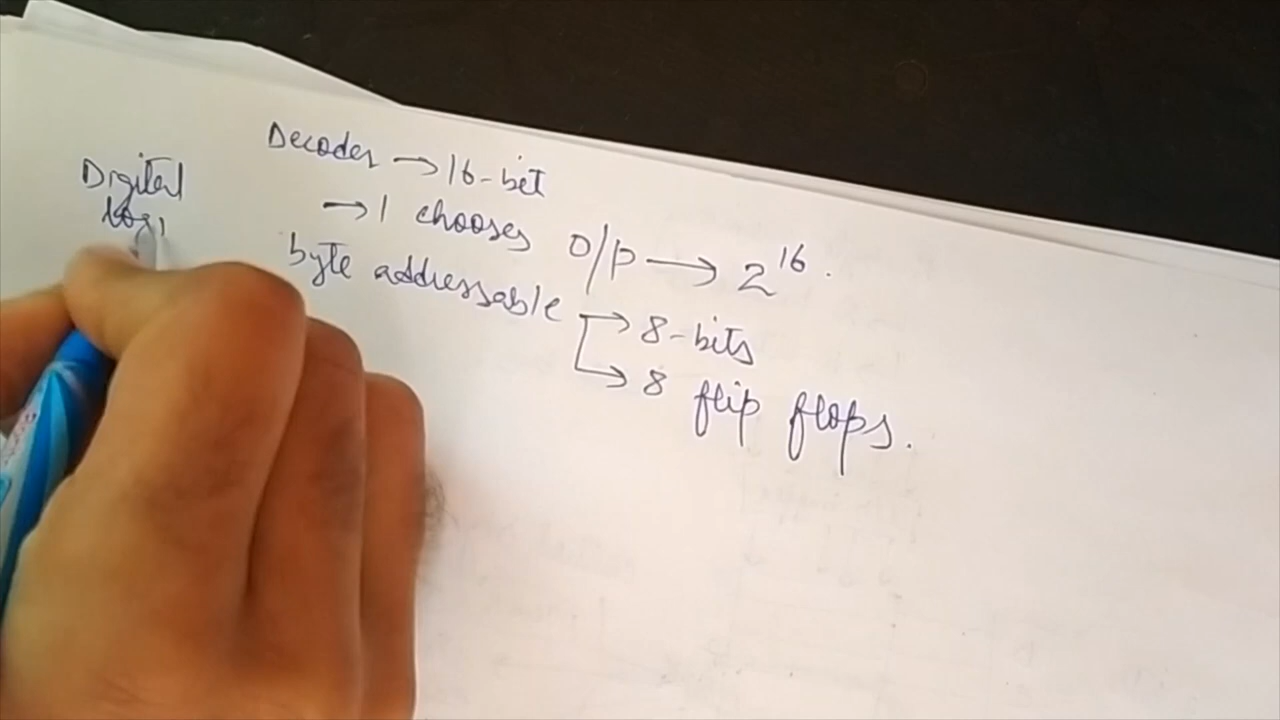 Decoder → 16-bit
→ 1 chooses O/P → 2^16.
byte addressable → 8-bits
→ 8 flip flops.
Digital